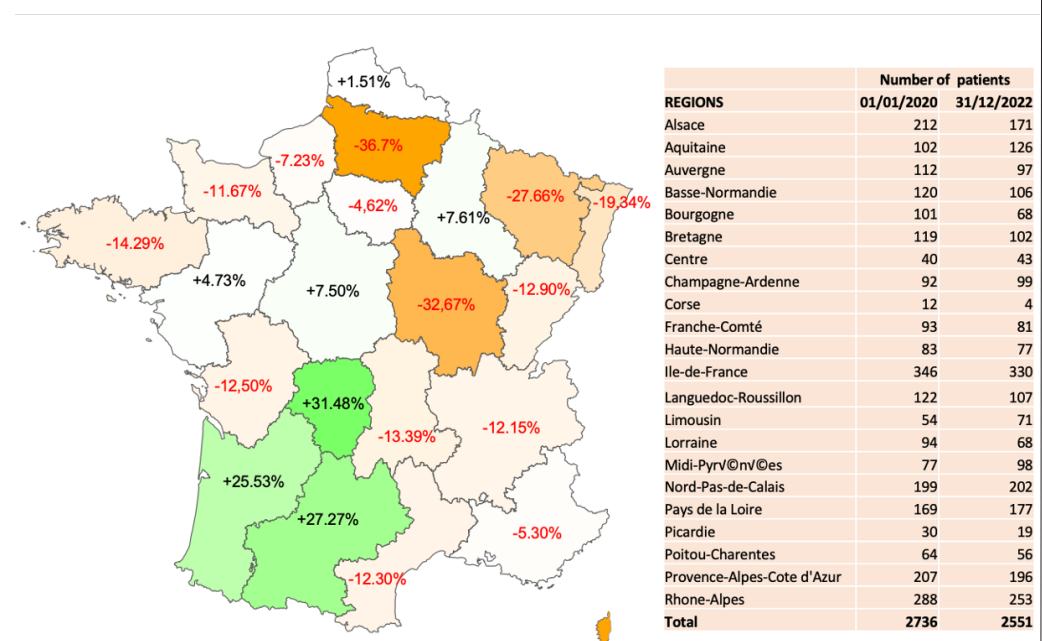 +1.51%
-36.7%
-7.23%
-27.66%
-11.67%
-19.34%
-4,62%
+7.61%
-14.29%
+4.73%
+7.50%
-12.90%
-32,67%
-12,50%
+31.48%
-12.15%
-13.39%
+25.53%
+27.27%
-5.30%
-12.30%
Number of patients
REGIONS 01/01/2020 31/12/2022
Alsace 212 171
Aquitaine 102 126
Auvergne 112 97
Basse-Normandie 120 106
Bourgogne 101 68
Bretagne 119 102
Centre 40 43
Champagne-Ardenne 92 99
Corse 12 4
Franche-Comté 93 81
Haute-Normandie 83 77
Ile-de-France 346 330
Languedoc-Roussillon 122 107
Limousin 54 71
Lorraine 94 68
Midi-Pyr√©n√©es 77 98
Nord-Pas-de-Calais 199 202
Pays de la Loire 169 177
Picardie 30 19
Poitou-Charentes 64 56
Provence-Alpes-Cote d'Azur 207 196
Rhone-Alpes 288 253
Total 2736 2551